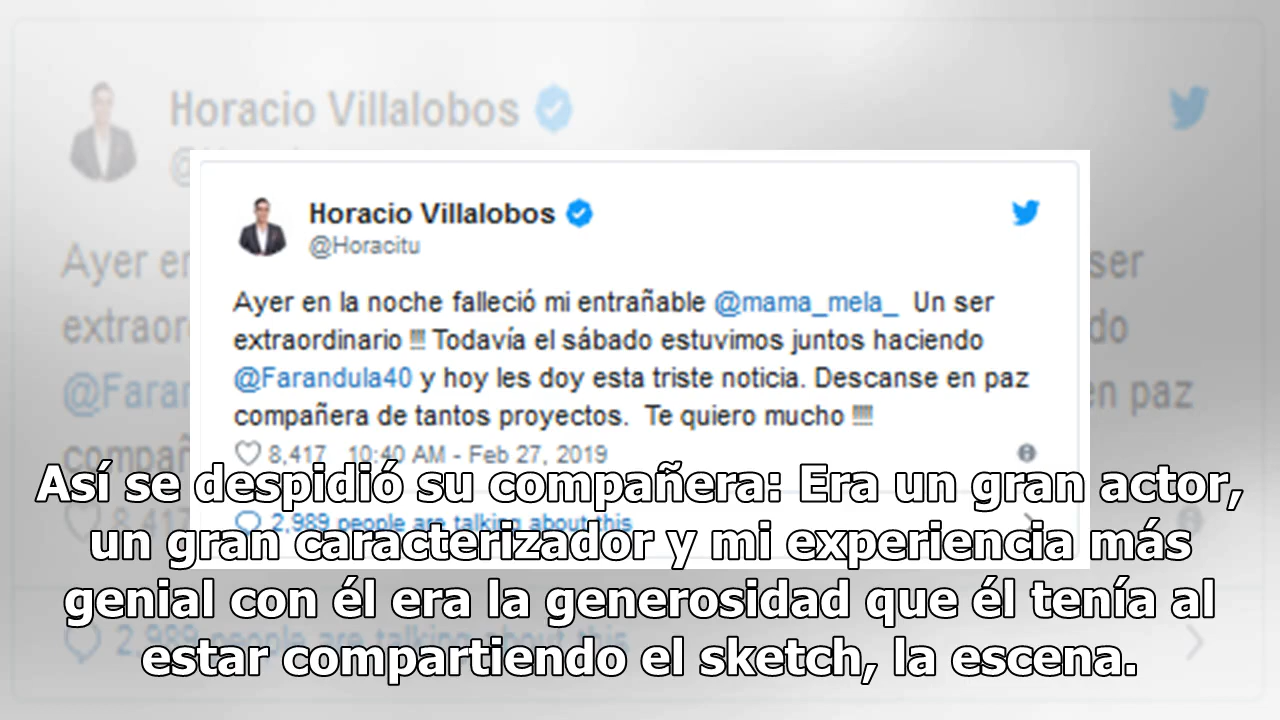 Horacio Villalobos
Horacio Villalobos
@Horacitu
Ayer en la noche falleció mi entrañable @mama_mela_ Un ser
extraordinario !!! Todavía el sábado estuvimos juntos haciendo
@Farandula40 y hoy les doy esta triste noticia. Descanse en paz
compañera de tantos proyectos. Te quiero mucho !!!!
8,417 10:40 AM - Feb 27, 2019
2,989 people are talking about this
Así se despidió su compañera: Era un gran actor,
un gran caracterizador y mi experiencia más
genial con él era la generosidad que él tenía al
estar compartiendo el sketch, la escena.